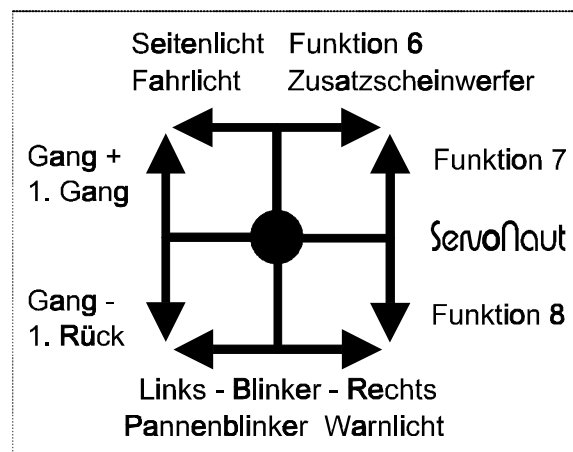 Seitenlicht Funktion 6
Fahrlicht Zusatzscheinwerfer
Gang +
1. Gang
Funktion 7
ServoNaut
Gang -
1. Rück
Funktion 8
Links - Blinker - Rechts
Pannenblinker Warnlicht